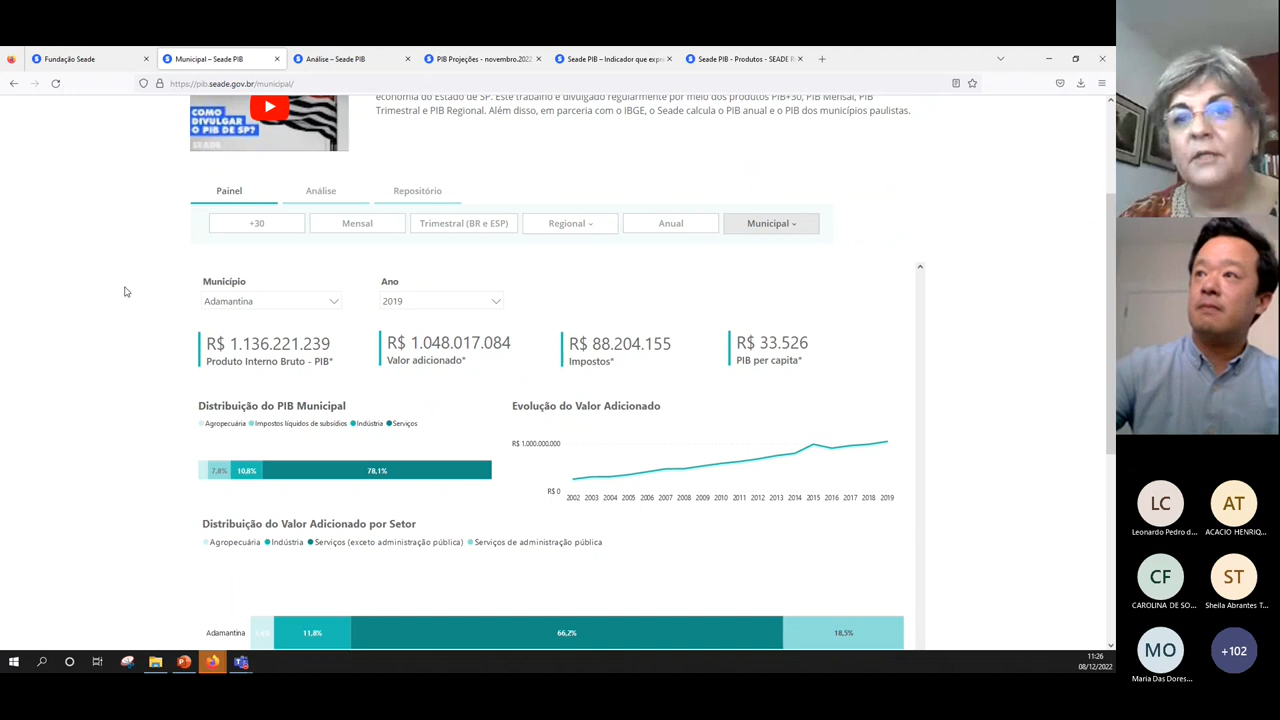 Fundação Seade
Municipal – Seade PIB
Análise – Seade PIB
PIB Projeções - novembro.2022
Seade PIB – Indicador que expr
Seade PIB - Produtos - SEADE R
https://pib.seade.gov.br/municipal/
economia do Estado de SP. Este trabalho é divulgado regularmente por meio dos produtos PIB+30, PIB Mensal, PIB
Trimestral e PIB Regional. Além disso, em parceria com o IBGE, o Seade calcula o PIB anual e o PIB dos municípios paulistas.
COMO
DIVULGAR
O PIB DE SP?
SEADE
Painel
Análise
Repositório
+30
Mensal
Trimestral (BR e ESP)
Regional
Anual
Municipal
Município
Ano
Adamantina
2019
R$ 1.136.221.239
Produto Interno Bruto - PIB*
R$ 1.048.017.084
Valor adicionado*
R$ 88.204.155
Impostos*
R$ 33.526
PIB per capita*
Distribuição do PIB Municipal
Agropecuária Impostos líquidos de subsídios Indústria Serviços
7,8% 10,8% 78,1%
Evolução do Valor Adicionado
R$ 1.000.000.000
R$ 0
2002 2003 2004 2005 2006 2007 2008 2009 2010 2011 2012 2013 2014 2015 2016 2017 2018 2019
Distribuição do Valor Adicionado por Setor
Agropecuária Indústria Serviços (exceto administração pública) Serviços de administração pública
Adamantina 11,8% 66,2% 18,5%
11:26
08/12/2022
LC
Leonardo Pedro d...
AT
ACACIO HENRIQ...
CF
CAROLINA DE SO...
ST
Sheila Abrantes T...
MO
Maria Das Dores...
+102